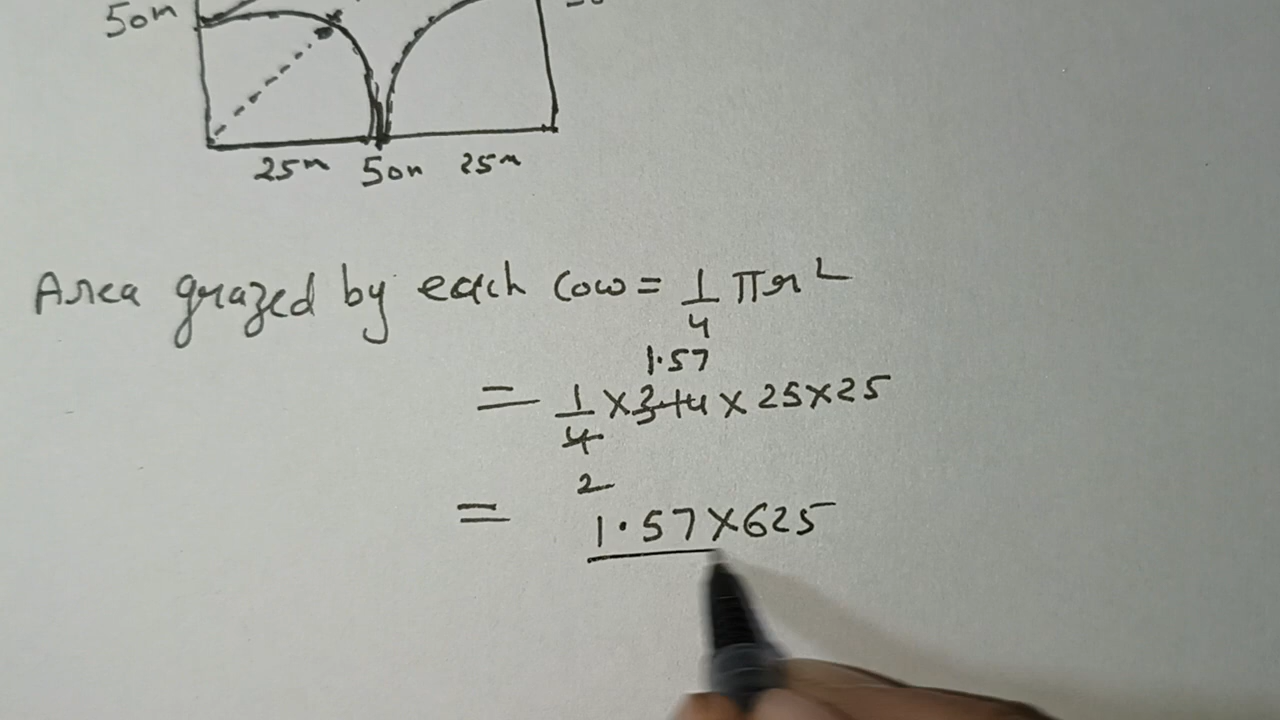 50m
25m 50m 25m
Area grazed by each cow = 1/4 πr²
1.57
= 1/4 × 3.14 × 25×25
2
= 1.57×625